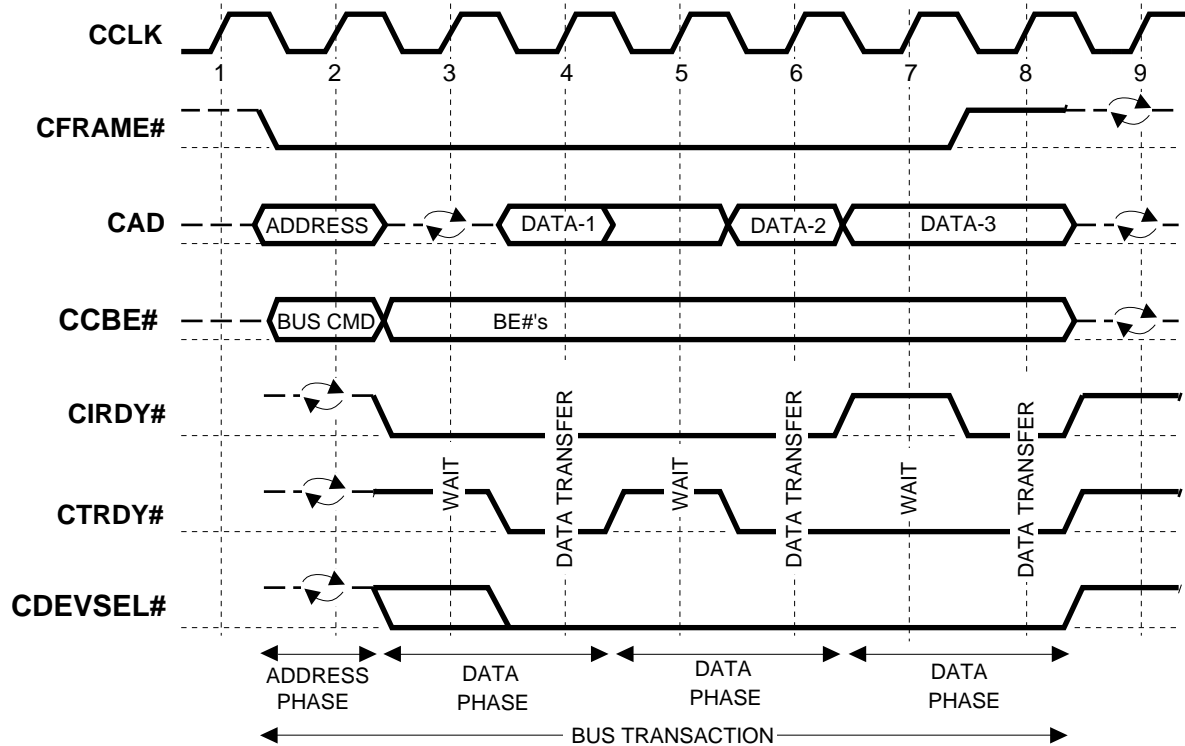 CCLK
1 2 3 4 5 6 7 8 9
CFRAME#
CAD
ADDRESS DATA-1 DATA-2 DATA-3
CCBE#
BUS CMD BE#'s
CIRDY#
CTRDY#
WAIT
DATA TRANSFER
WAIT
DATA TRANSFER
WAIT
DATA TRANSFER
CDEVSEL#
ADDRESS
PHASE
DATA
PHASE
DATA
PHASE
DATA
PHASE
BUS TRANSACTION